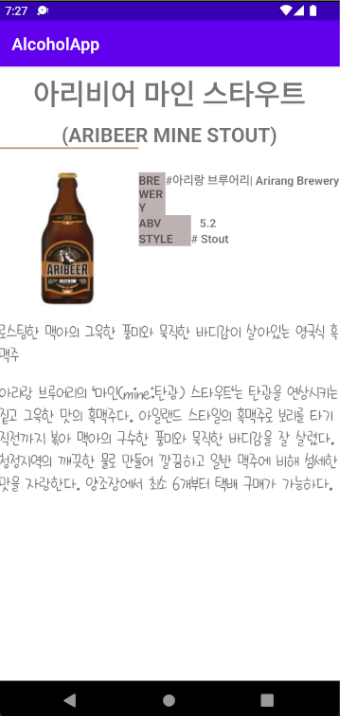 7:27
AlcoholApp
아리비어 마인 스타우트
(ARIBEER MINE STOUT)
BRE
WER
Y
#아리랑 브루어리| Arirang Brewery
ABV 5.2
STYLE # Stout
ARIBEER
로스팅한 맥아의 그윽한 풍미와 묵직한 바디감이 살아있는 영국식 흑
맥주
아리랑 브루어리의 '마인(mine:탄광) 스타우트'는 탄광을 연상시키는
짙고 그윽한 맛의 흑맥주다. 아일랜드 스타일의 흑맥주로 보리를 타기
직전까지 볶아 맥아의 구수한 풍미와 묵직한 바디감을 잘 살렸다.
청정지역의 깨끗한 물로 만들어 깔끔하고 일반 맥주에 비해 섬세한
맛을 자랑한다. 양조장에서 최소 6개부터 택배 구매가 가능하다.